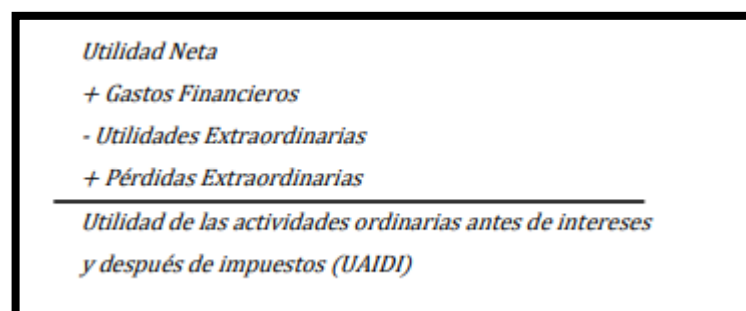 Utilidad Neta
+ Gastos Financieros
- Utilidades Extraordinarias
+ Pérdidas Extraordinarias
Utilidad de las actividades ordinarias antes de intereses
y después de impuestos (UAIDI)